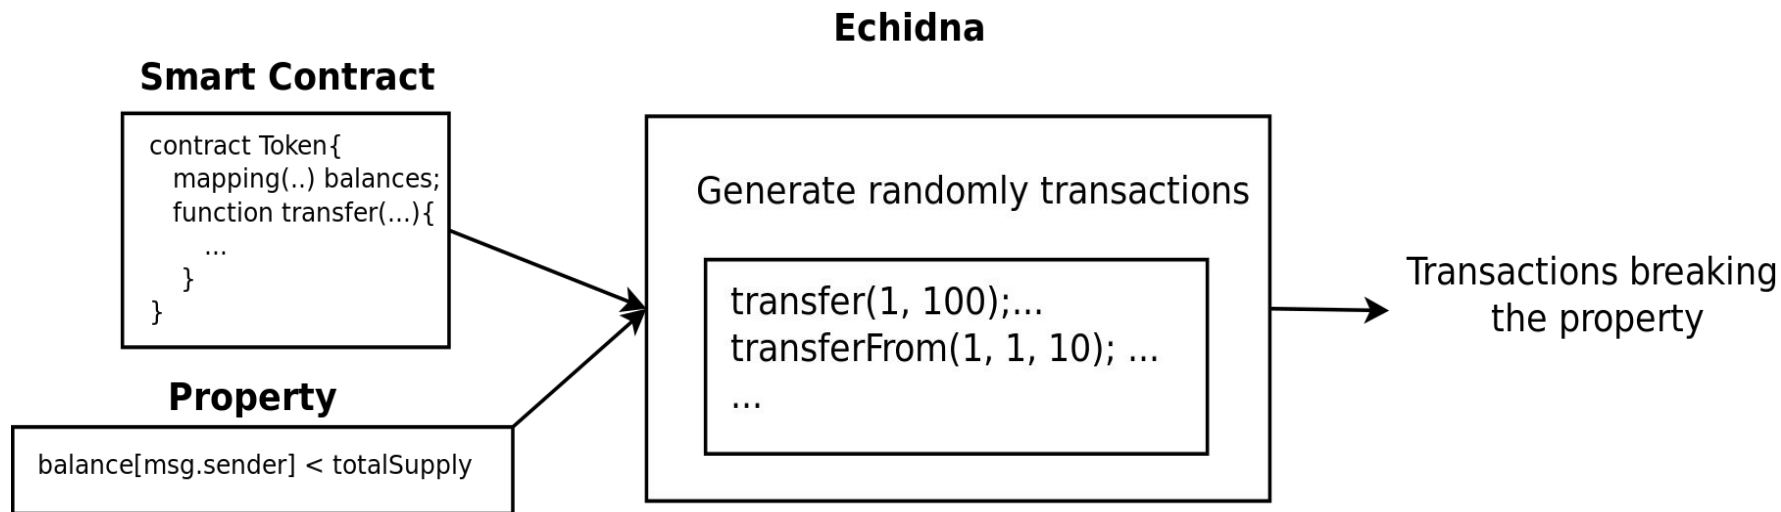 Echidna
Smart Contract
contract Token{
mapping(..) balances;
function transfer(...){
...
}
}
Property
balance[msg.sender] < totalSupply
Generate randomly transactions
transfer(1, 100);...
transferFrom(1, 1, 10); ...
...
Transactions breaking
the property